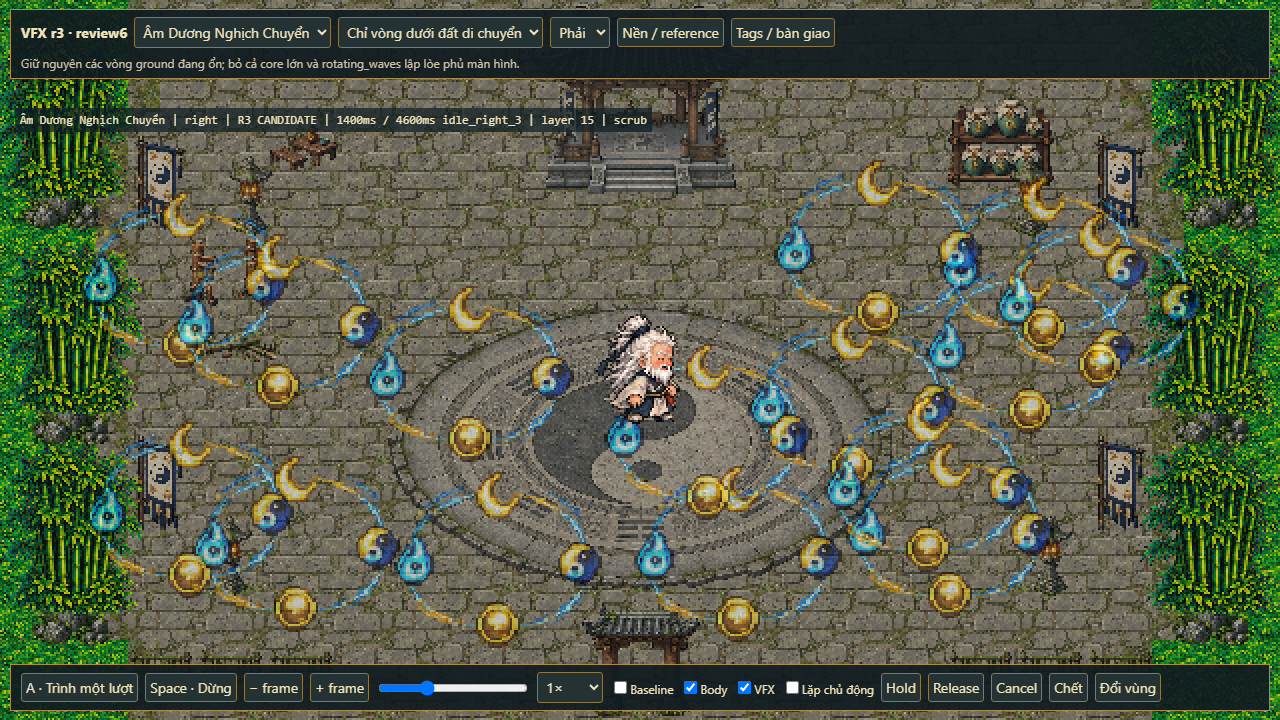 VFX r3 · review6 Âm Dương Nghịch Chuyển Chỉ vòng dưới đất di chuyển Phải Nền / reference Tags / bàn giao
Giữ nguyên các vòng ground đang ổn; bỏ cả core lớn và rotating_waves lập lòe phủ màn hình.
Âm Dương Nghịch Chuyển | right | R3 CANDIDATE | 1400ms / 4600ms idle_right_3 | layer 15 | scrub
A · Trình một lượt Space · Dừng − frame + frame 1× Baseline Body VFX Lặp chủ động Hold Release Cancel Chết Đổi vùng